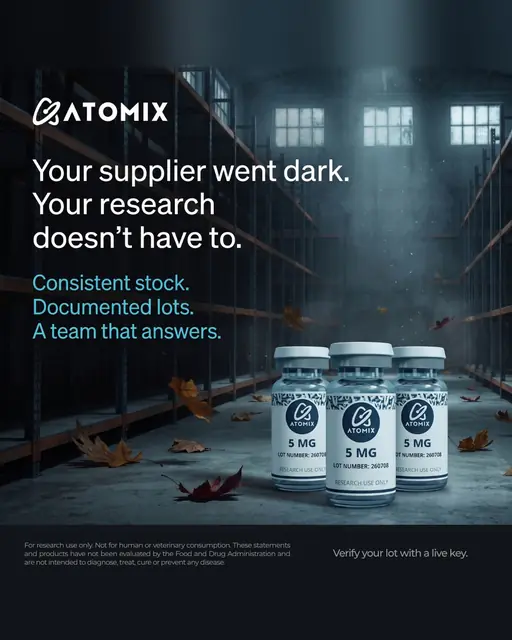 ATOMIX
Your supplier went dark.
Your research
doesn't have to.
Consistent stock.
Documented lots.
A team that answers.
ATOMIX
5 MG
LOT NUMBER: 260708
RESEARCH USE ONLY
ATOMIX
5 MG
LOT NUMBER: 260708
RESEARCH USE ONLY
ATOMIX
5 MG
LOT NUMBER: 260708
RESEARCH USE ONLY
For research use only. Not for human or veterinary consumption. These statements
and products have not been evaluated by the Food and Drug Administration and
are not intended to diagnose, treat, cure or prevent any disease.
Verify your lot with a live key.